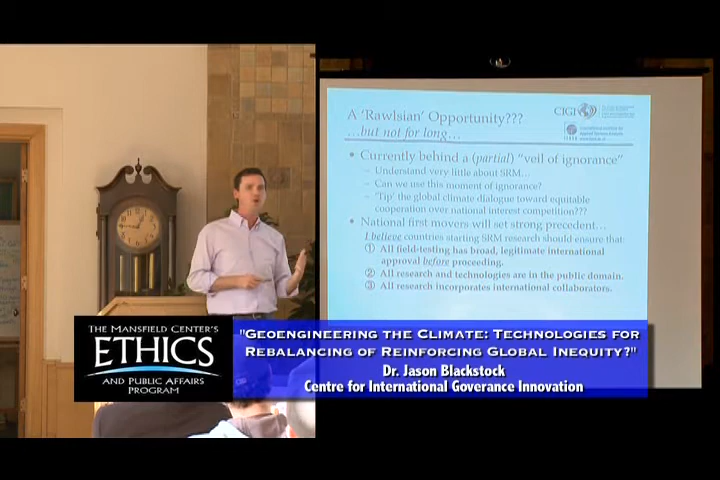 A 'Rawlsian' Opportunity???
…but not for long…
CIGI
• Currently behind a (partial) "veil of ignorance"
– Understand very little about SRM…
– Can we use this moment of ignorance?
– 'Tip' the global climate dialogue toward equitable
cooperation over national interest competition???
• National first movers will set strong precedent…
I believe countries starting SRM research should ensure that:
① All field-testing has broad, legitimate international
approval before proceeding.
② All research and technologies are in the public domain.
③ All research incorporates international collaborators.
THE MANSFIELD CENTER'S
ETHICS
AND PUBLIC AFFAIRS
PROGRAM
"GEOENGINEERING THE CLIMATE: TECHNOLOGIES FOR
REBALANCING OF REINFORCING GLOBAL INEQUITY?"
Dr. Jason Blackstock
Centre for International Goverance Innovation